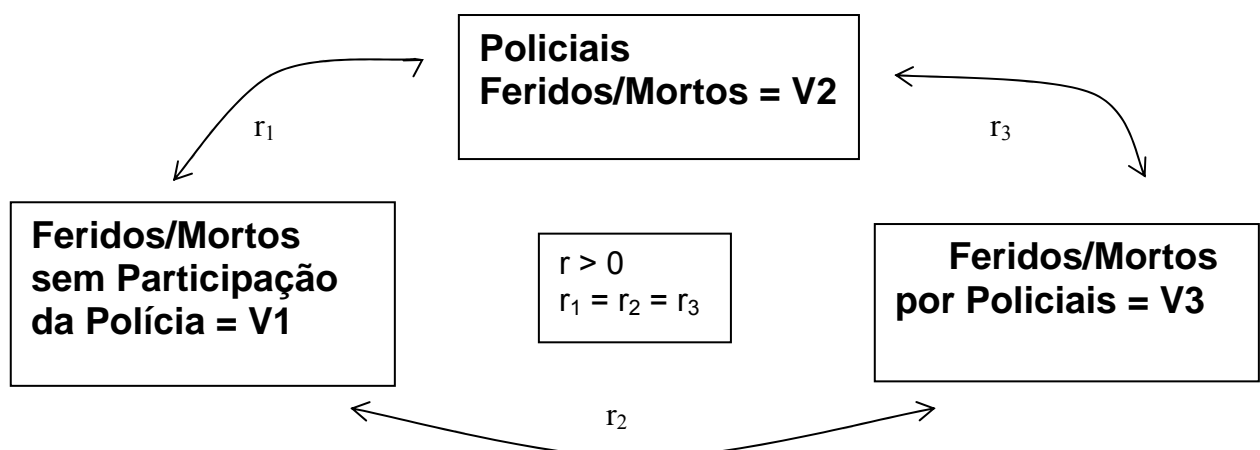 Policiais
Feridos/Mortos = V2
r₁
r₃
Feridos/Mortos
sem Participação
da Polícia = V1
r > 0
r₁ = r₂ = r₃
Feridos/Mortos
por Policiais = V3
r₂